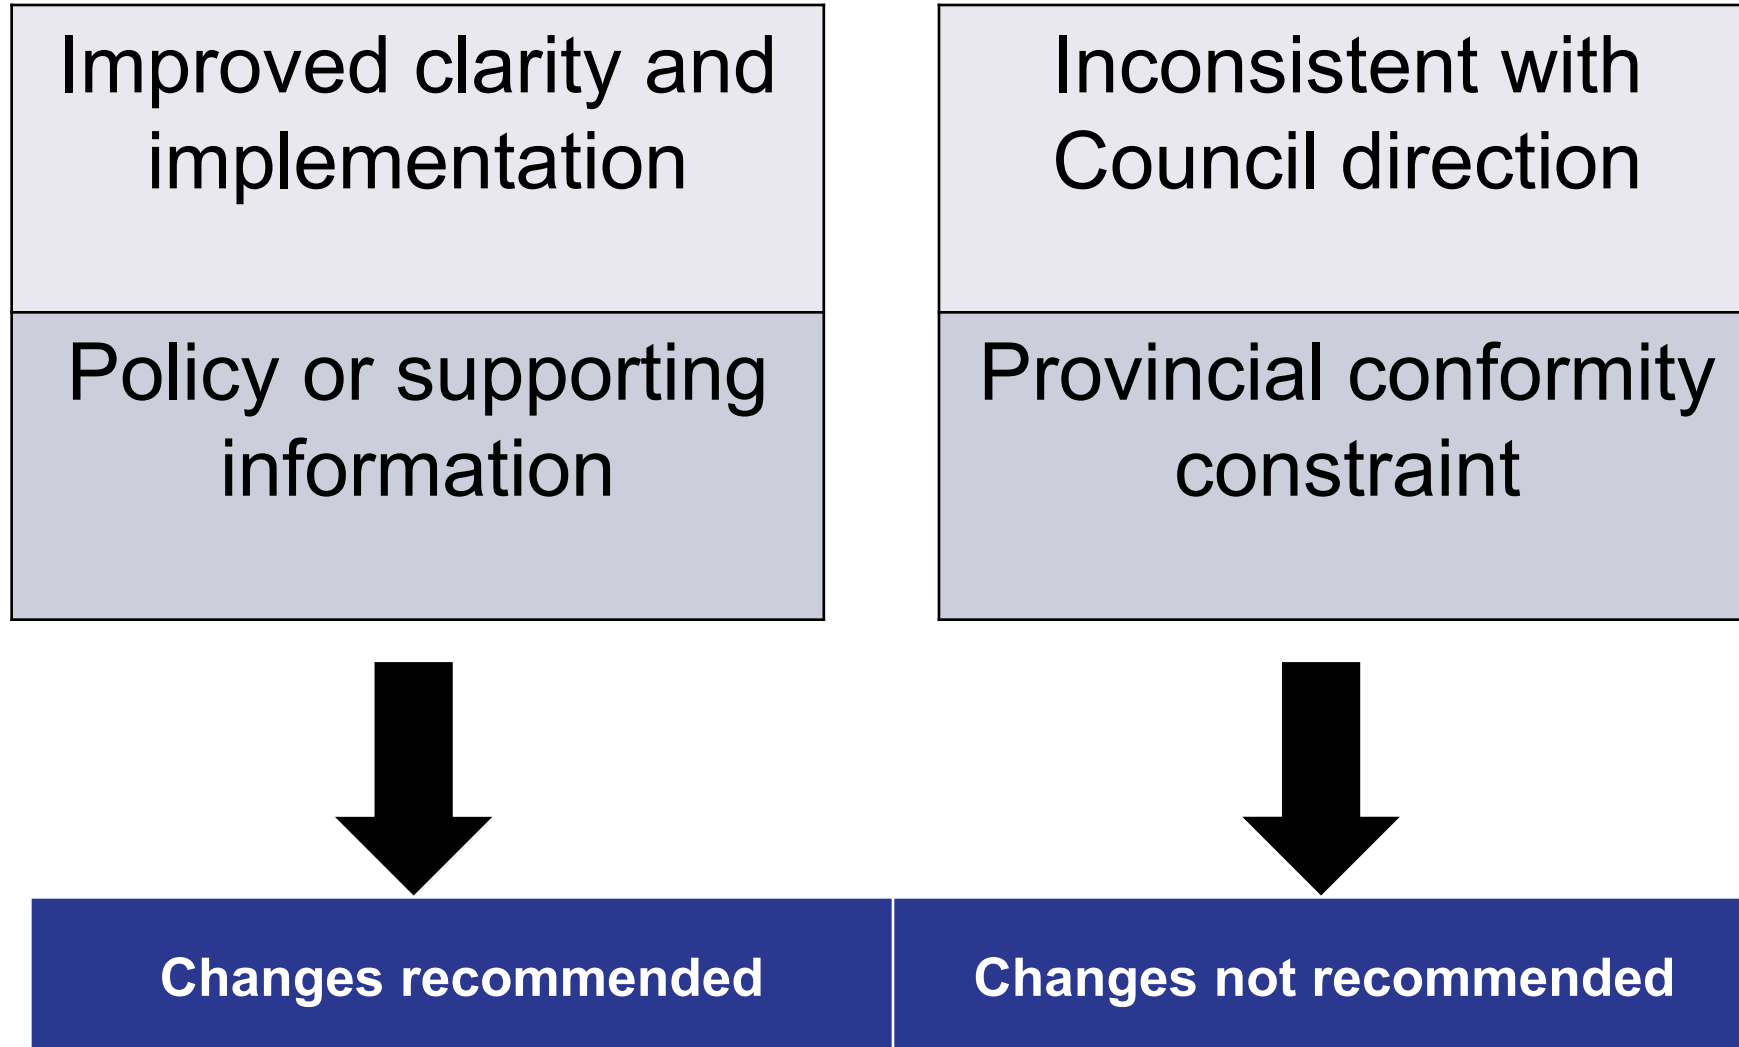 Improved clarity and
implementation
Policy or supporting
information
Inconsistent with
Council direction
Provincial conformity
constraint
Changes recommended
Changes not recommended